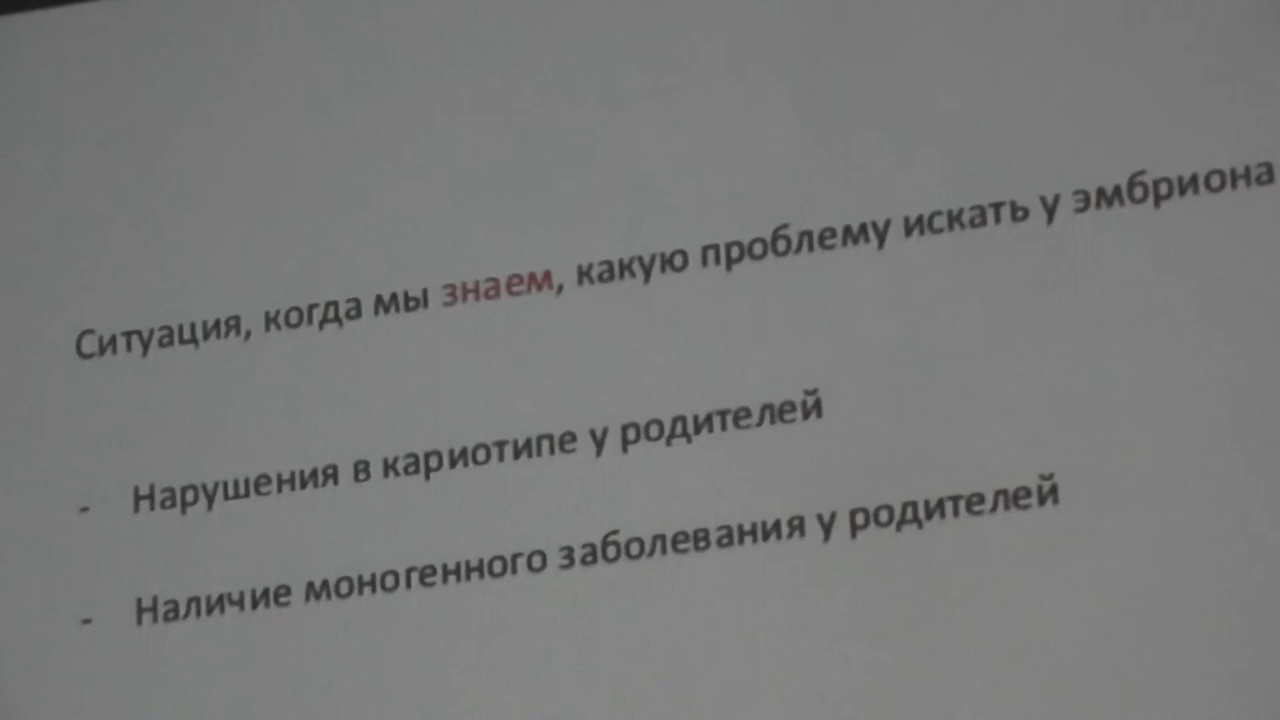 Ситуация, когда мы знаем, какую проблему искать у эмбриона
- Нарушения в кариотипе у родителей
- Наличие моногенного заболевания у родителей